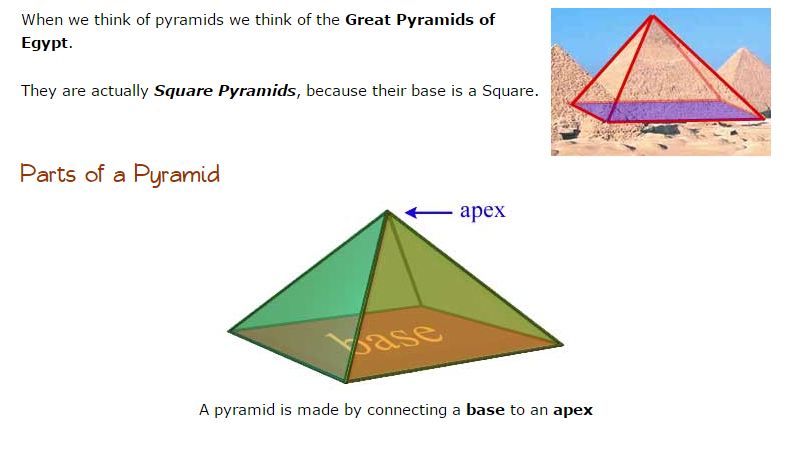 When we think of pyramids we think of the Great Pyramids of
Egypt.
They are actually Square Pyramids, because their base is a Square.
Parts of a Pyramid
apex
base
A pyramid is made by connecting a base to an apex